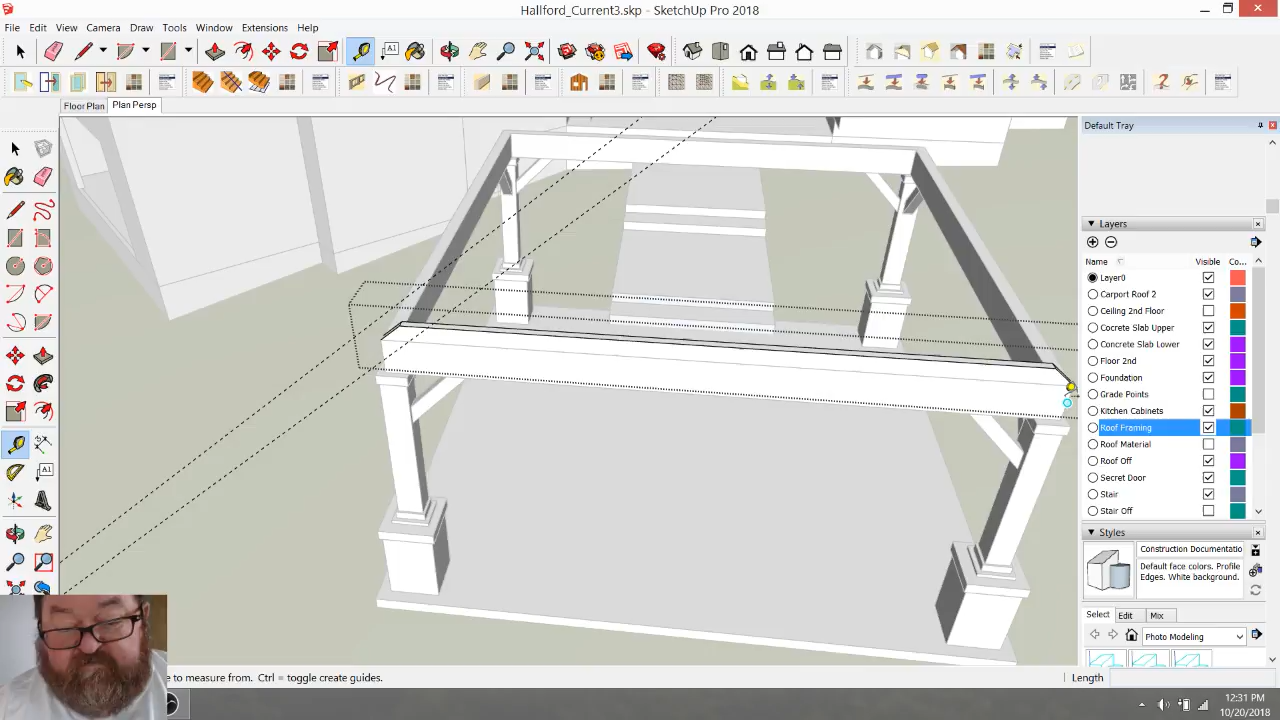 Hallford_Current3.skp - SketchUp Pro 2018
File Edit View Camera Draw Tools Window Extensions Help
Floor Plan Plan Persp
Default Tray
Layers
Name Visible Co...
Layer0
Carport Roof 2
Ceiling 2nd Floor
Cocrete Slab Upper
Concrete Slab Lower
Floor 2nd
Foundation
Grade Points
Kitchen Cabinets
Roof Framing
Roof Material
Roof Off
Secret Door
Stair
Stair Off
Styles
Construction Documentatio
Default face colors. Profile
Edges. White background.
Select Edit Mix
Photo Modeling
e to measure from. Ctrl = toggle create guides.
Length
12:31 PM
10/20/2018